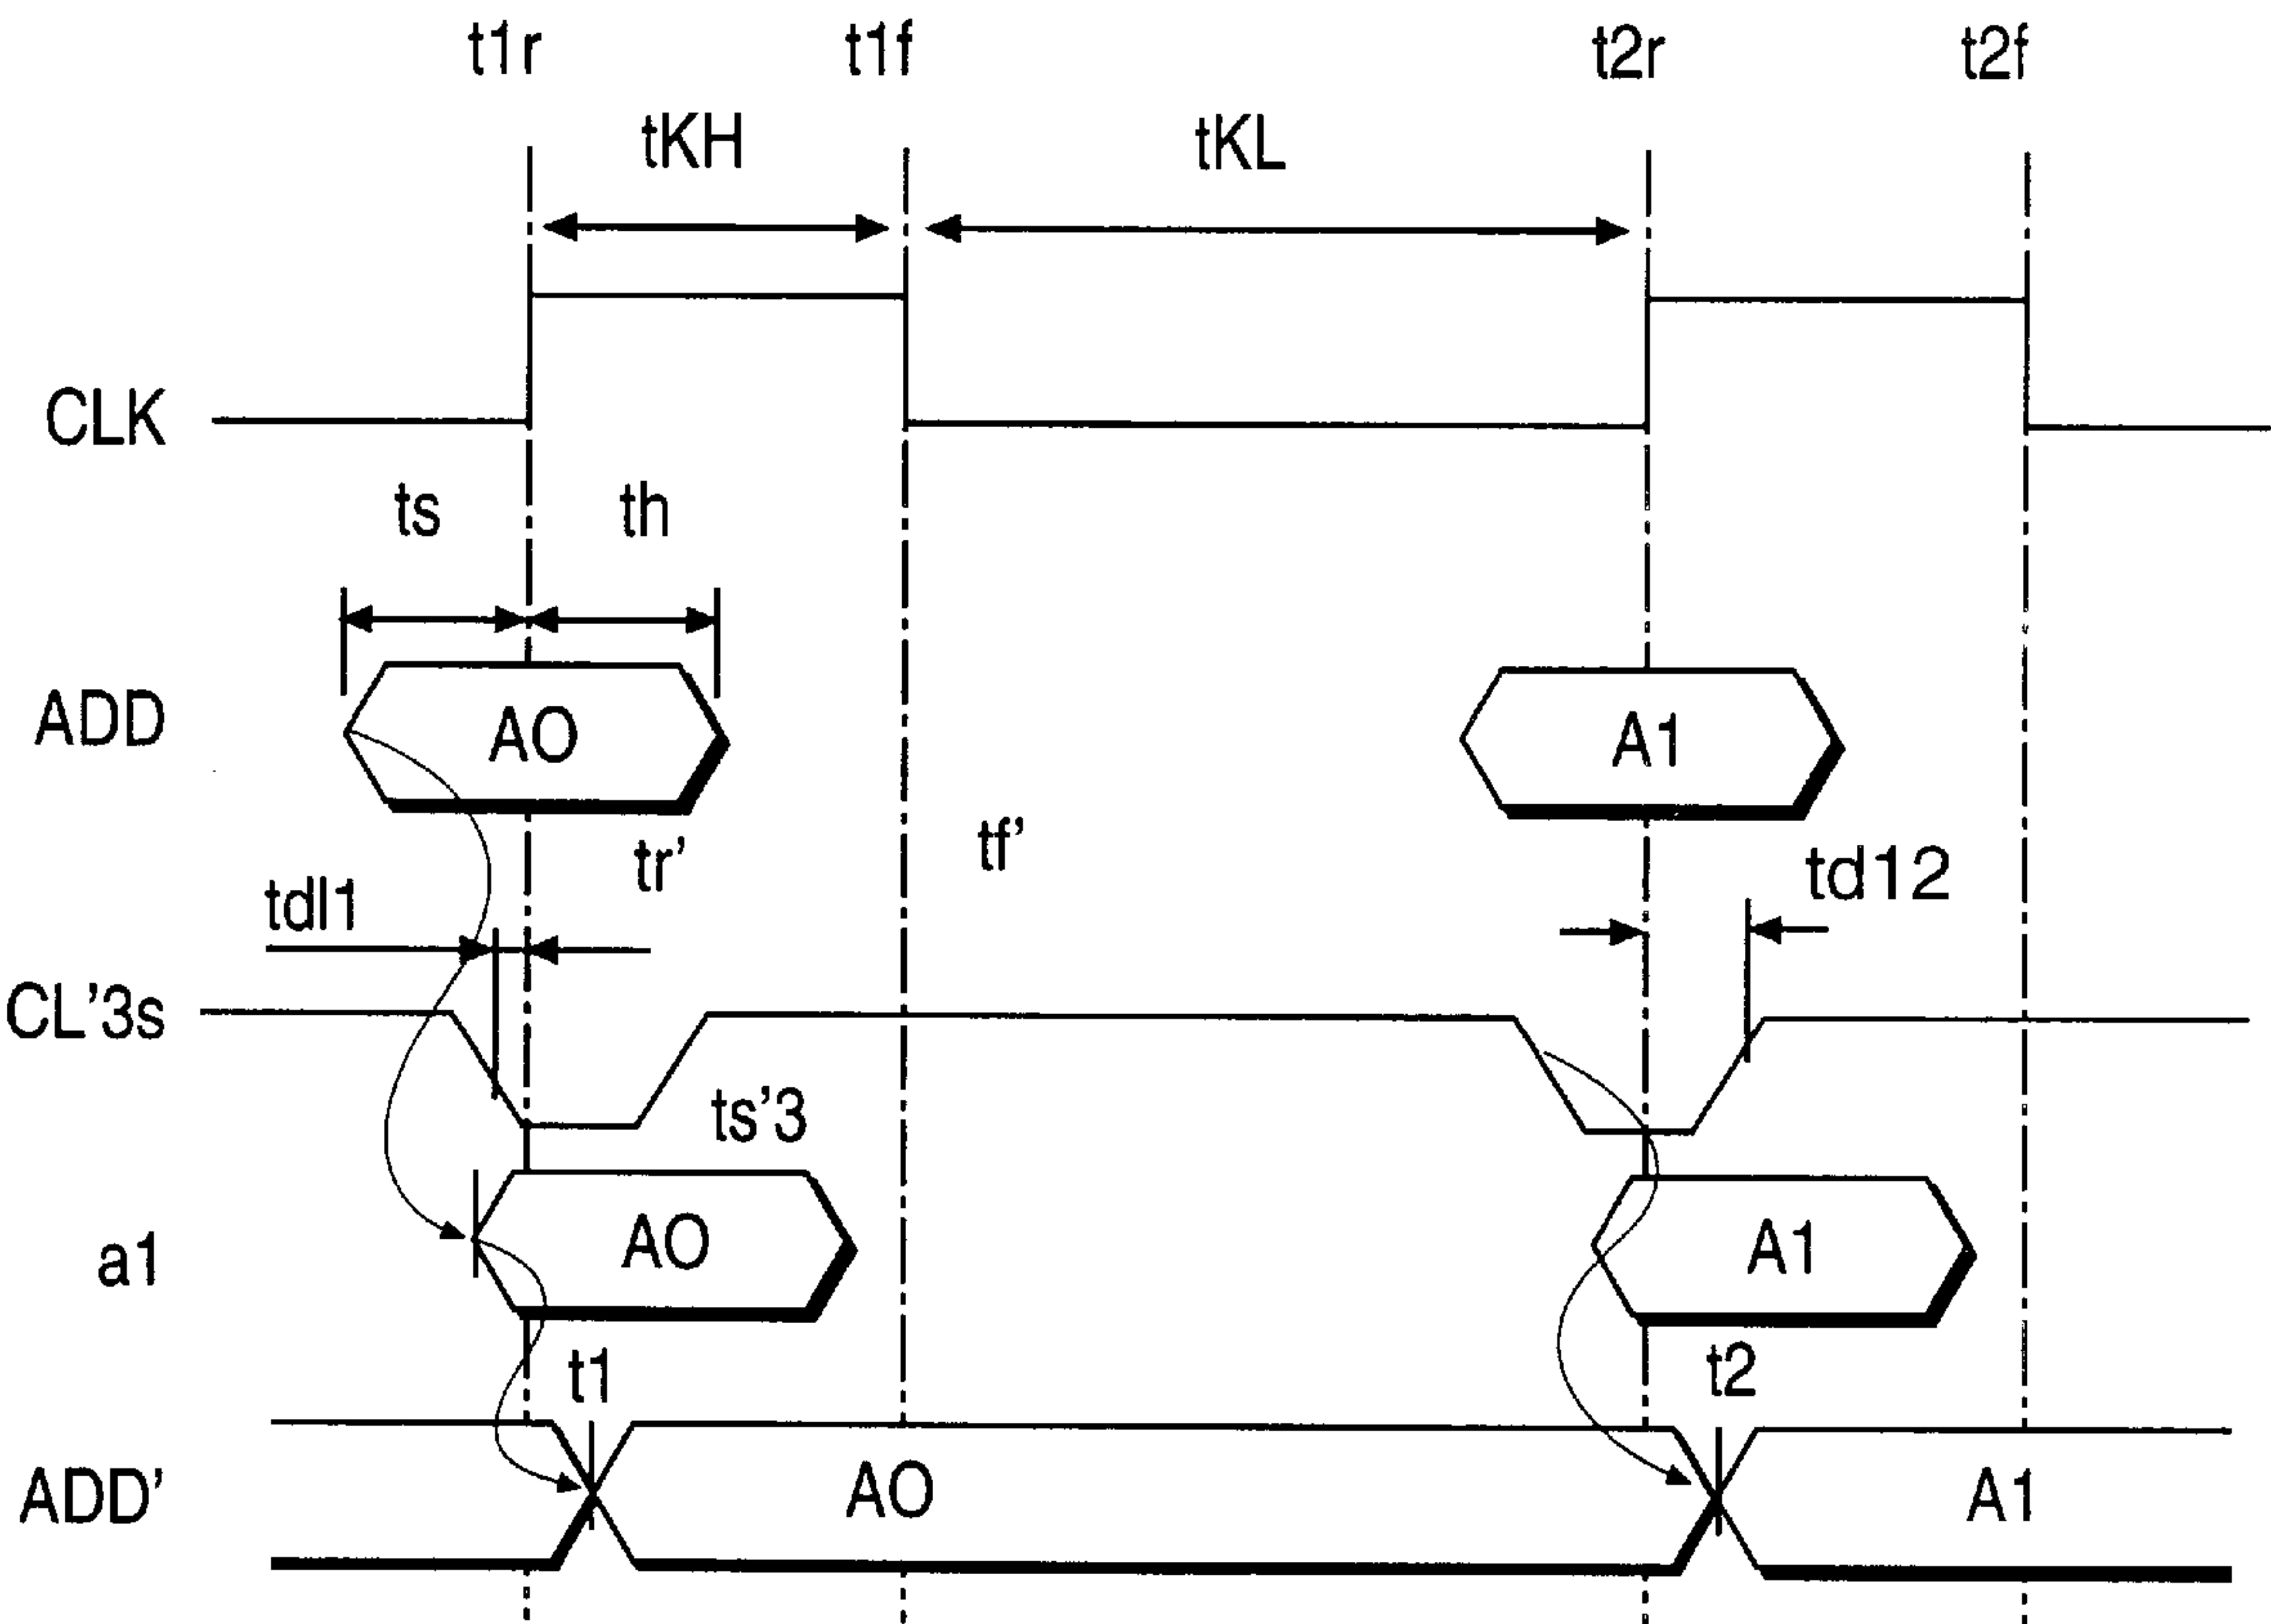 t1r t1f t2r t2f
tKH tKL
CLK
ts th
ADD AO A1
tr' tf'
tdl1 td12
CL'3s
ts'3
a1 AO A1
t1 t2
ADD' AO A1